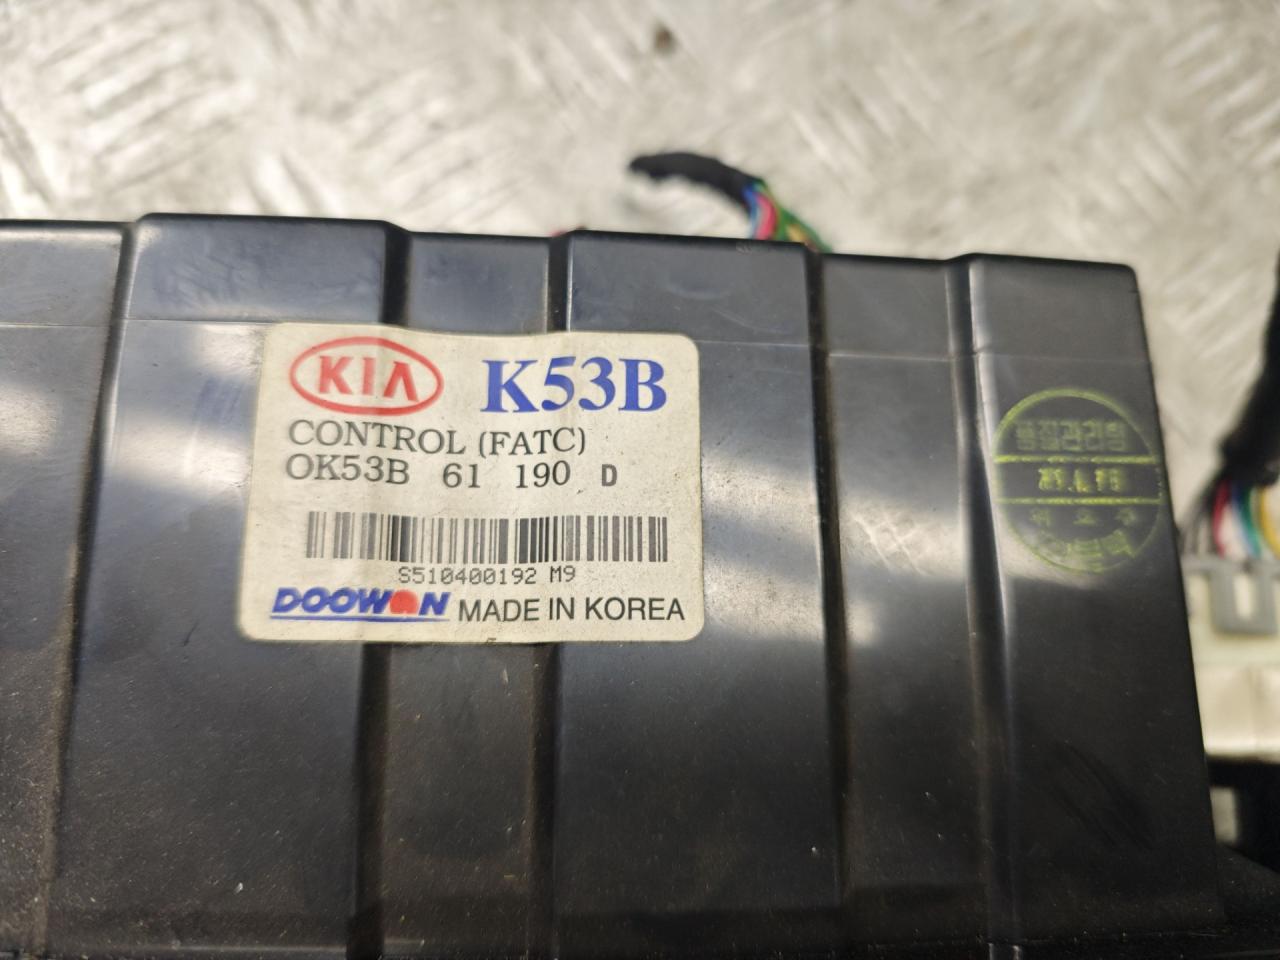 KIA K53B
CONTROL (FATC)
OK53B 61 190 D
S510400192 M9
DOOWON MADE IN KOREA